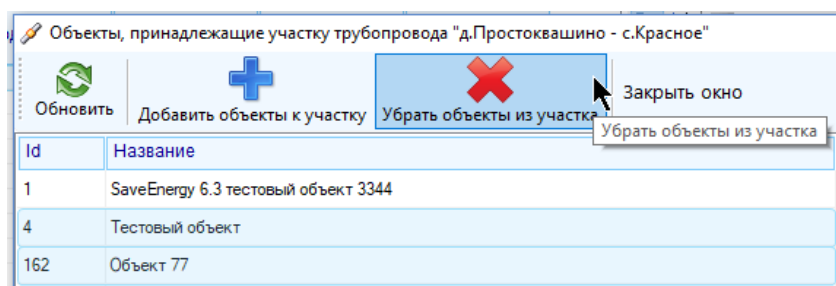 Объекты, принадлежащие участку трубопровода "д.Простоквашино - с.Красное"
Обновить Добавить объекты к участку Убрать объекты из участка Закрыть окно
Убрать объекты из участка
Id Название
1 SaveEnergy 6.3 тестовый объект 3344
4 Тестовый объект
162 Объект 77